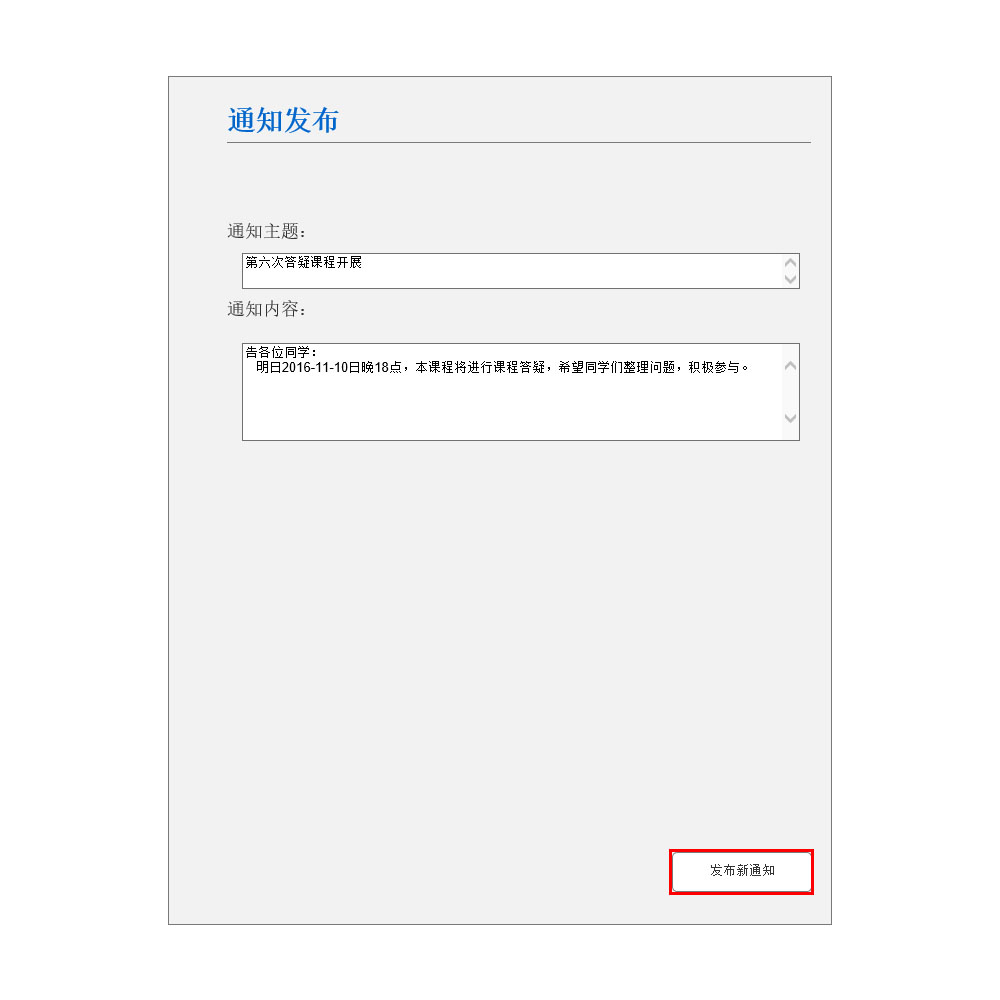 通知发布
通知主题：
第六次答疑课程开展
通知内容：
告各位同学：
明日2016-11-10日晚18点，本课程将进行课程答疑，希望同学们整理问题，积极参与。
发布新通知